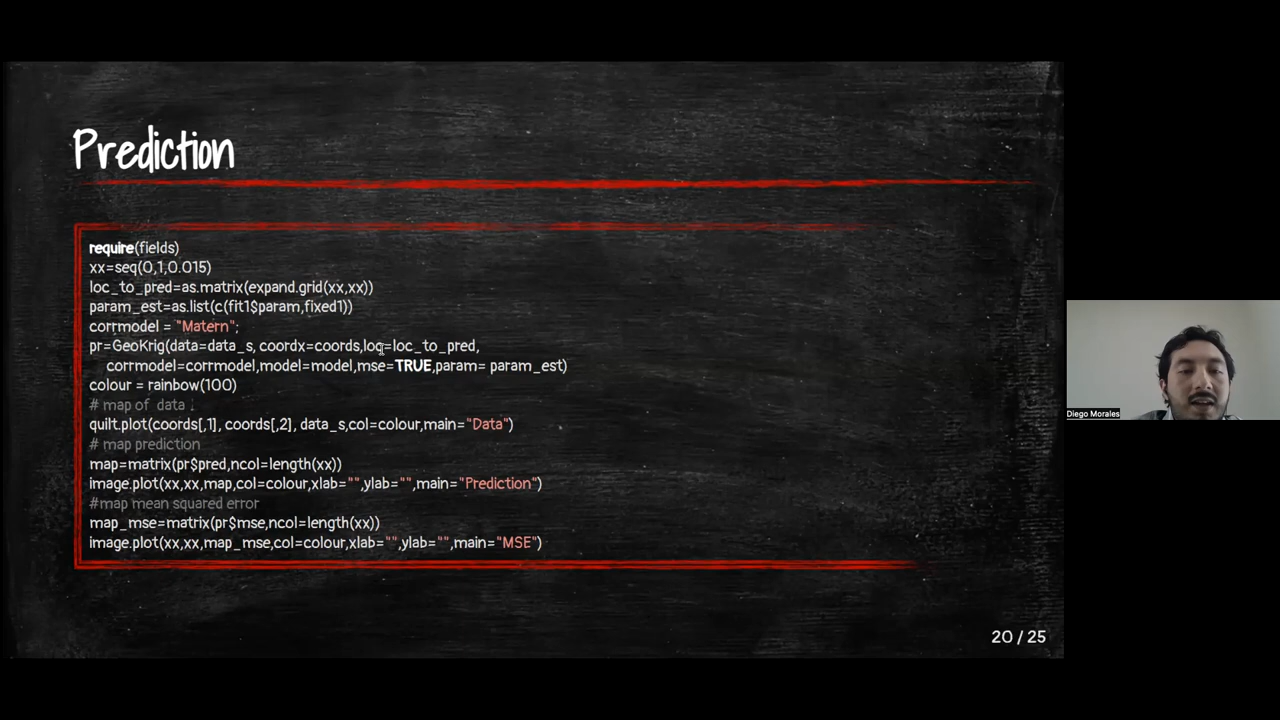 Prediction
require(fields)
xx=seq(0,1,0.015)
loc_to_pred=as.matrix(expand.grid(xx,xx))
param_est=as.list(c(fit1$param,fixed1))
corrmodel = "Matern";
pr=GeoKrig(data=data_s, coordx=coords,loc=loc_to_pred,
corrmodel=corrmodel,model=model,mse=TRUE,param= param_est)
colour = rainbow(100)
# map of data
quilt.plot(coords[,1], coords[,2], data_s,col=colour,main="Data")
# map prediction
map=matrix(pr$pred,ncol=length(xx))
image.plot(xx,xx,map,col=colour,xlab="",ylab="",main="Prediction")
#map mean squared error
map_mse=matrix(pr$mse,ncol=length(xx))
image.plot(xx,xx,map_mse,col=colour,xlab="",ylab="",main="MSE")
20 / 25
Diego Morales